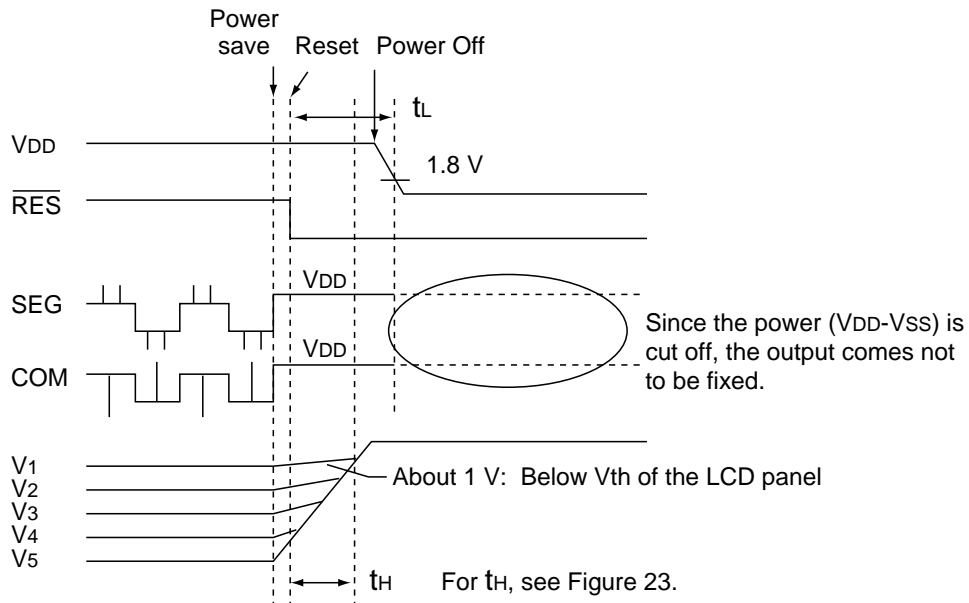 Power
save
Reset
Power Off
tL
VDD
1.8 V
RES
VDD
SEG
Since the power (VDD-VSS) is
cut off, the output comes not
to be fixed.
VDD
COM
V1
About 1 V: Below Vth of the LCD panel
V2
V3
V4
V5
tH
For tH, see Figure 23.